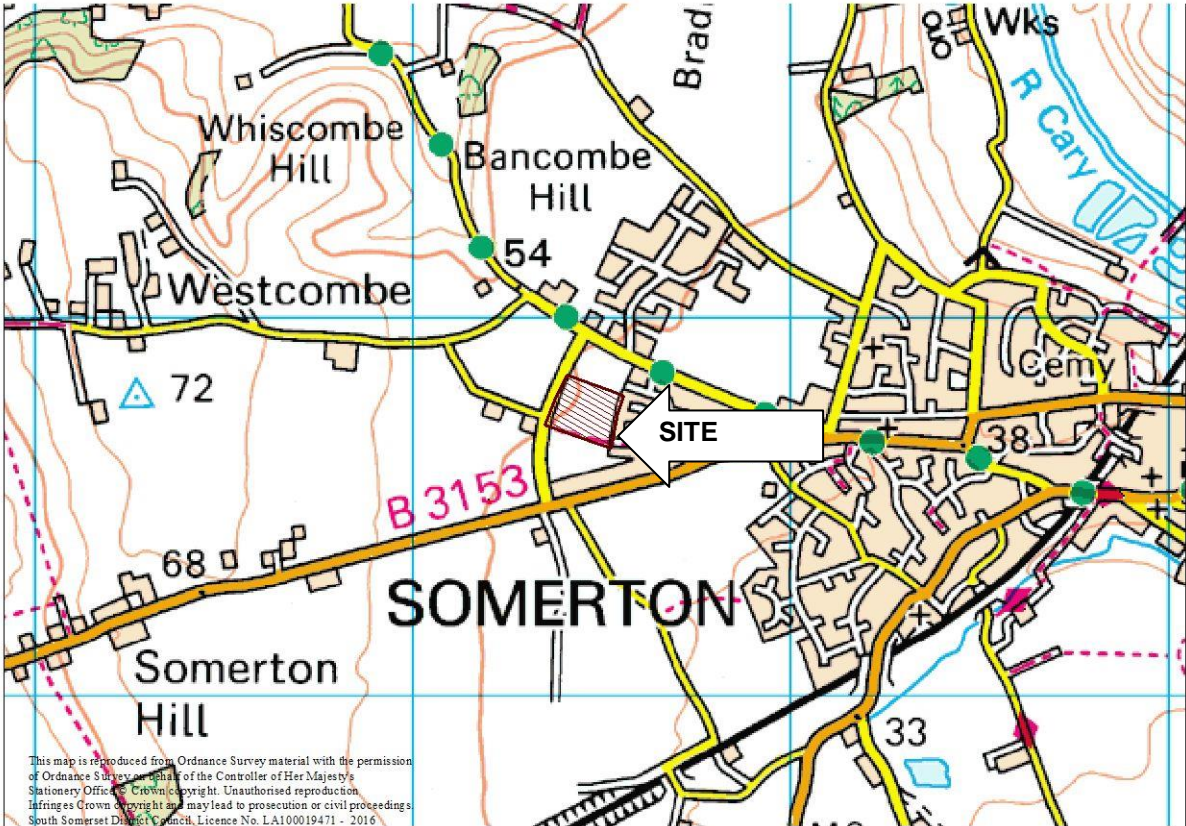 Wks
Brad
R Cary
Whiscombe
Hill
Bancombe
Hill
54
Westcombe
72
Cemy
SITE
38
B 3153
68
SOMERTON
Somerton
Hill
33
This map is reproduced from Ordnance Survey material with the permission
of Ordnance Survey on behalf of the Controller of Her Majesty's
Stationery Office © Crown copyright. Unauthorised reproduction
Infringes Crown copyright and may lead to prosecution or civil proceedings.
South Somerset District Council, Licence No. LA100019471 - 2016